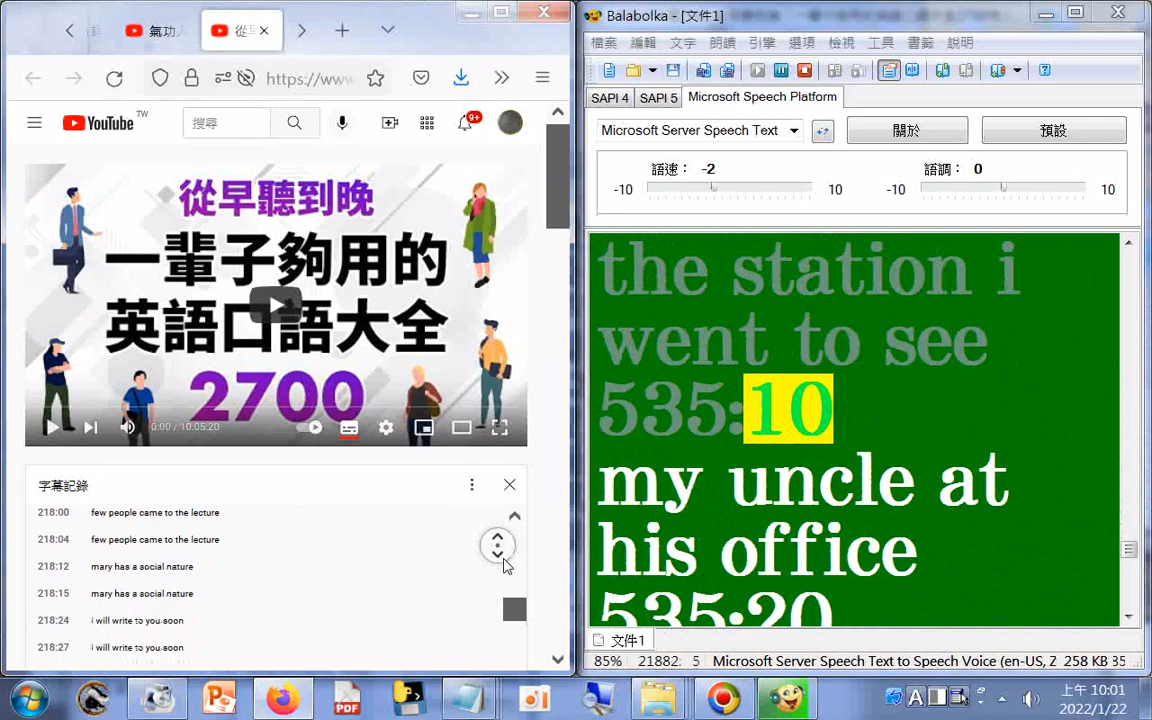 氣功
從
https://www
YouTube TW
搜尋
9+
從早聽到晚
一輩子夠用的
英語口語大全
2700
0:00 / 10:05:20
字幕記錄
218:00 few people came to the lecture
218:04 few people came to the lecture
218:12 mary has a social nature
218:15 mary has a social nature
218:24 i will write to you soon
218:27 i will write to you soon
Balabolka - [文件1]
檔案 編輯 文字 朗讀 引擎 選項 檢視 工具 書籤 說明
SAPI 4 SAPI 5 Microsoft Speech Platform
Microsoft Server Speech Text 關於 預設
語速： -2 語調： 0
-10 10 -10 10
the station i
went to see
535:10
my uncle at
his office
535:20
文件1
85% 21882: 5 Microsoft Server Speech Text to Speech Voice (en-US, Z 258 KB 35
PDF
A
上午 10:01
2022/1/22